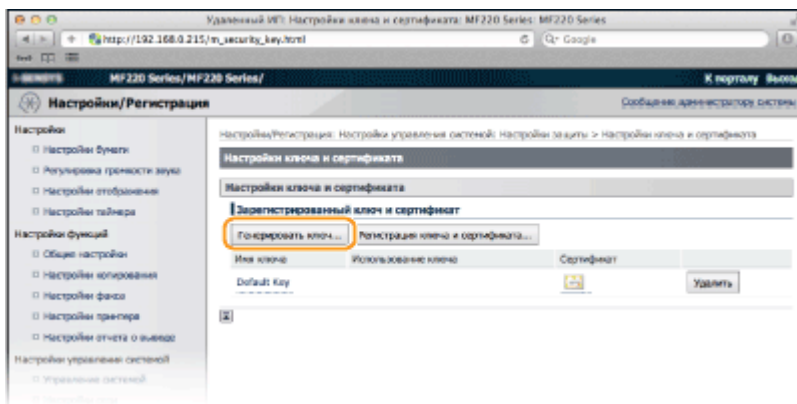 Удаленный ИП: Настройки ключа и сертификата: MF220 Series: MF220 Series
http://192.168.0.215/m_security_key.html
Google
MF220 Series/MF220 Series/
К порталу
Настройки/Регистрация
Сообщение администратору системы
Настройки
Настройки бумаги
Регулировка громкости звука
Настройки отображения
Настройки таймера
Настройки функций
Общие настройки
Настройки копирования
Настройки факса
Настройки принтера
Настройки отчета о выводе
Настройки управления системой
Управление системой
Настройки/Регистрация: Настройки управления системой: Настройки защиты > Настройки ключа и сертификата
Настройки ключа и сертификата
Настройки ключа и сертификата
Зарегистрированный ключ и сертификат
Генерировать ключ...
Регистрация ключа и сертификата...
Имя ключа Использование ключа Сертификат
Default Key Удалить